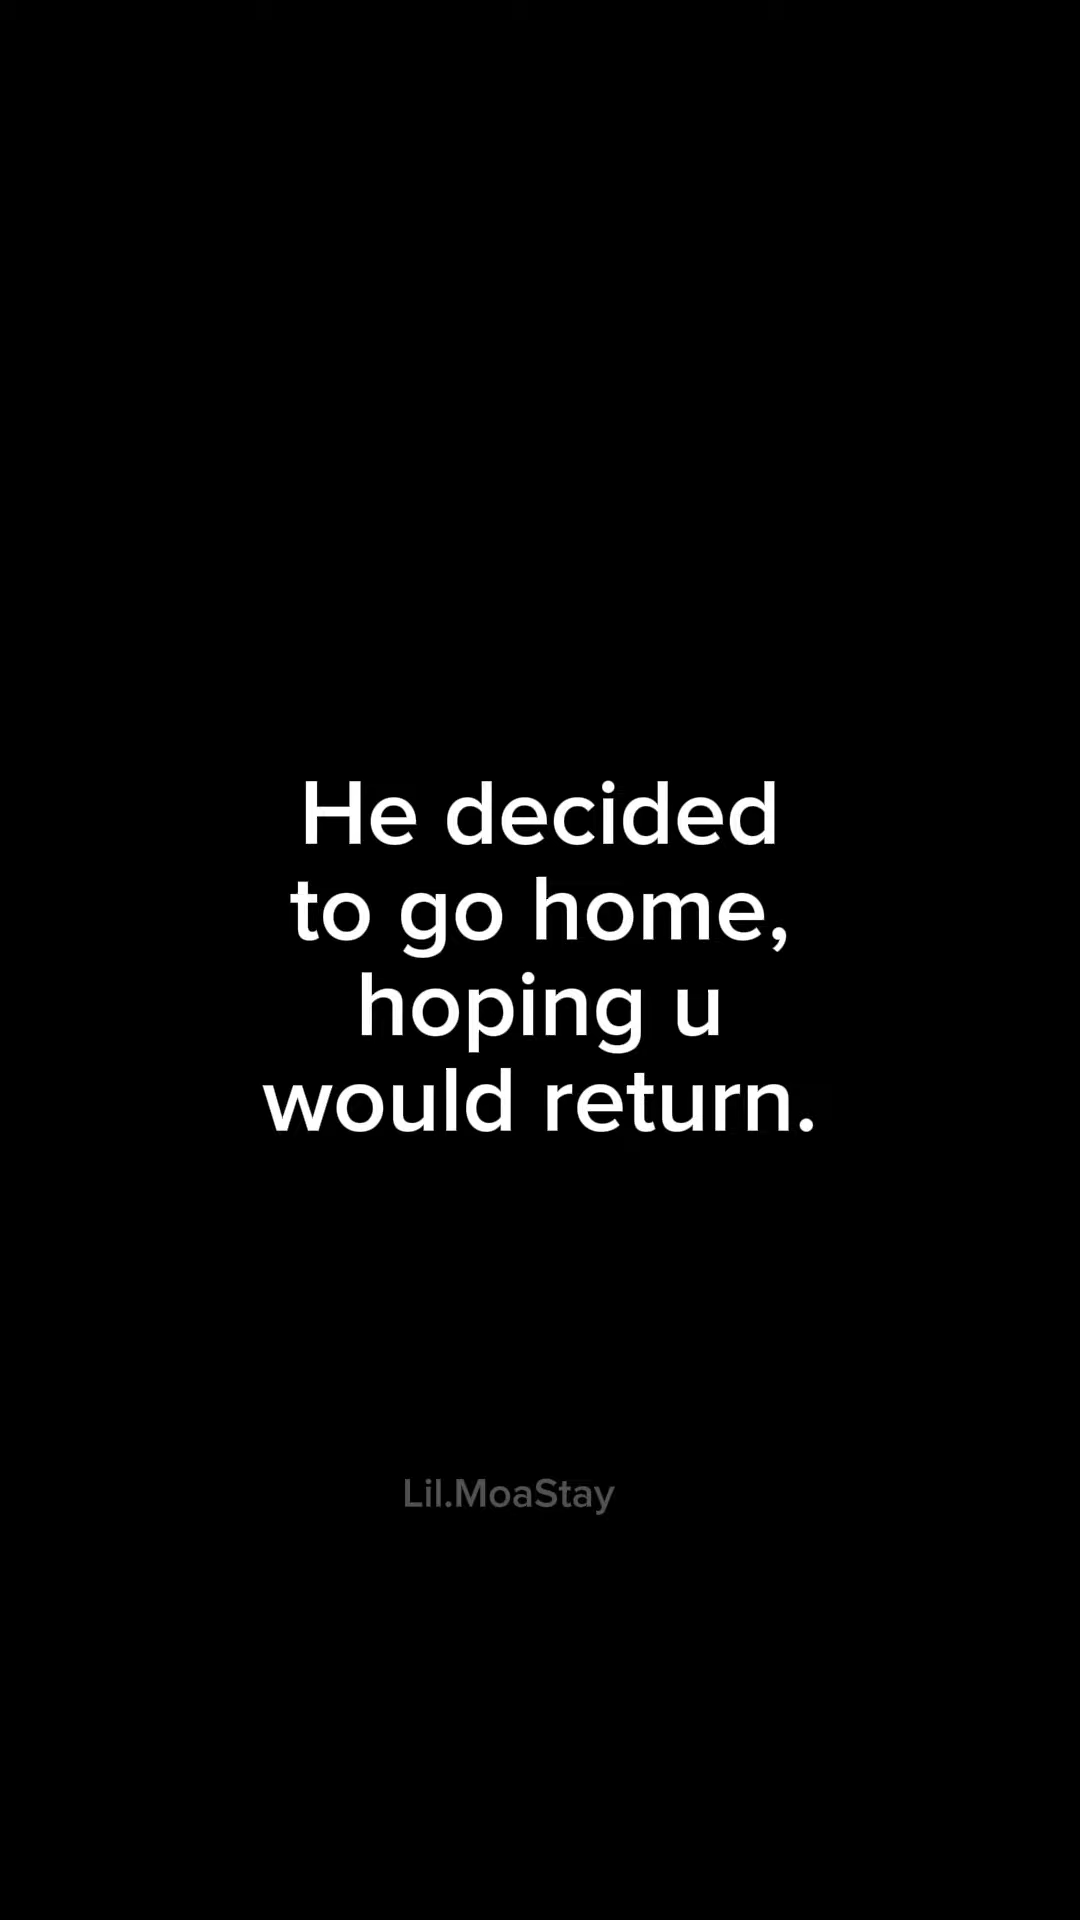 He decided
to go home,
hoping u
would return.
Lil.MoaStay